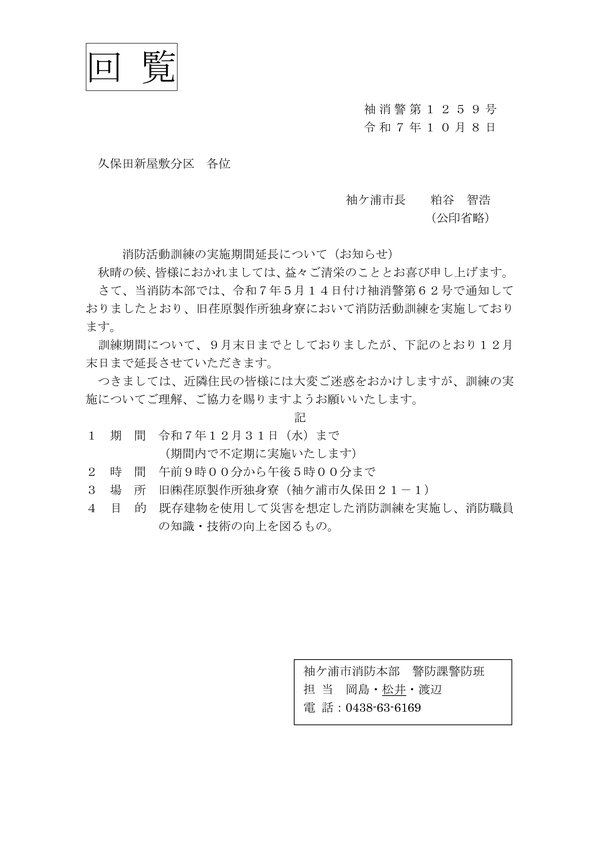 回　覧
袖消警第１２５９号
令和７年１０月８日
久保田新屋敷分区　各位
袖ケ浦市長　　粕谷　智浩
（公印省略）
消防活動訓練の実施期間延長について（お知らせ）
秋晴の候、皆様におかれましては、益々ご清栄のこととお喜び申し上げます。
さて、当消防本部では、令和７年５月１４日付け袖消警第６２号で通知して
おりましたとおり、旧荏原製作所独身寮において消防活動訓練を実施しており
ます。
訓練期間について、９月末日までとしておりましたが、下記のとおり１２月
末日まで延長させていただきます。
つきましては、近隣住民の皆様には大変ご迷惑をおかけしますが、訓練の実
施についてご理解、ご協力を賜りますようお願いいたします。
記
１　期　間　令和７年１２月３１日（水）まで
（期間内で不定期に実施いたします）
２　時　間　午前９時００分から午後５時００分まで
３　場　所　旧㈱荏原製作所独身寮（袖ケ浦市久保田２１－１）
４　目　的　既存建物を使用して災害を想定した消防訓練を実施し、消防職員
の知識・技術の向上を図るもの。
袖ケ浦市消防本部　警防課警防班
担　当　岡島・松井・渡辺
電　話：0438-63-6169